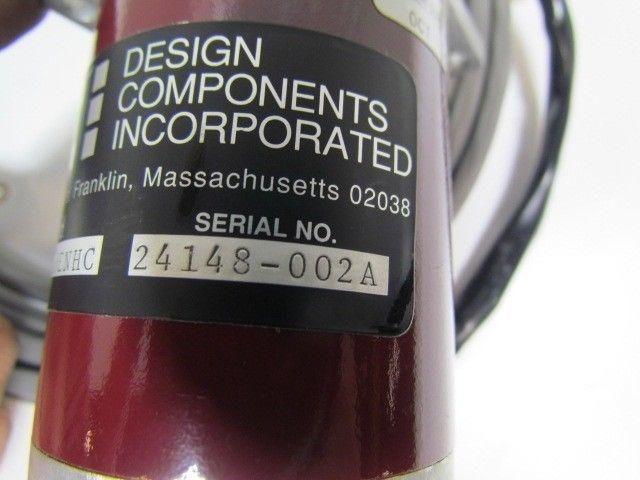 DESIGN
COMPONENTS
INCORPORATED
Franklin, Massachusetts 02038
SERIAL NO.
24148-002A